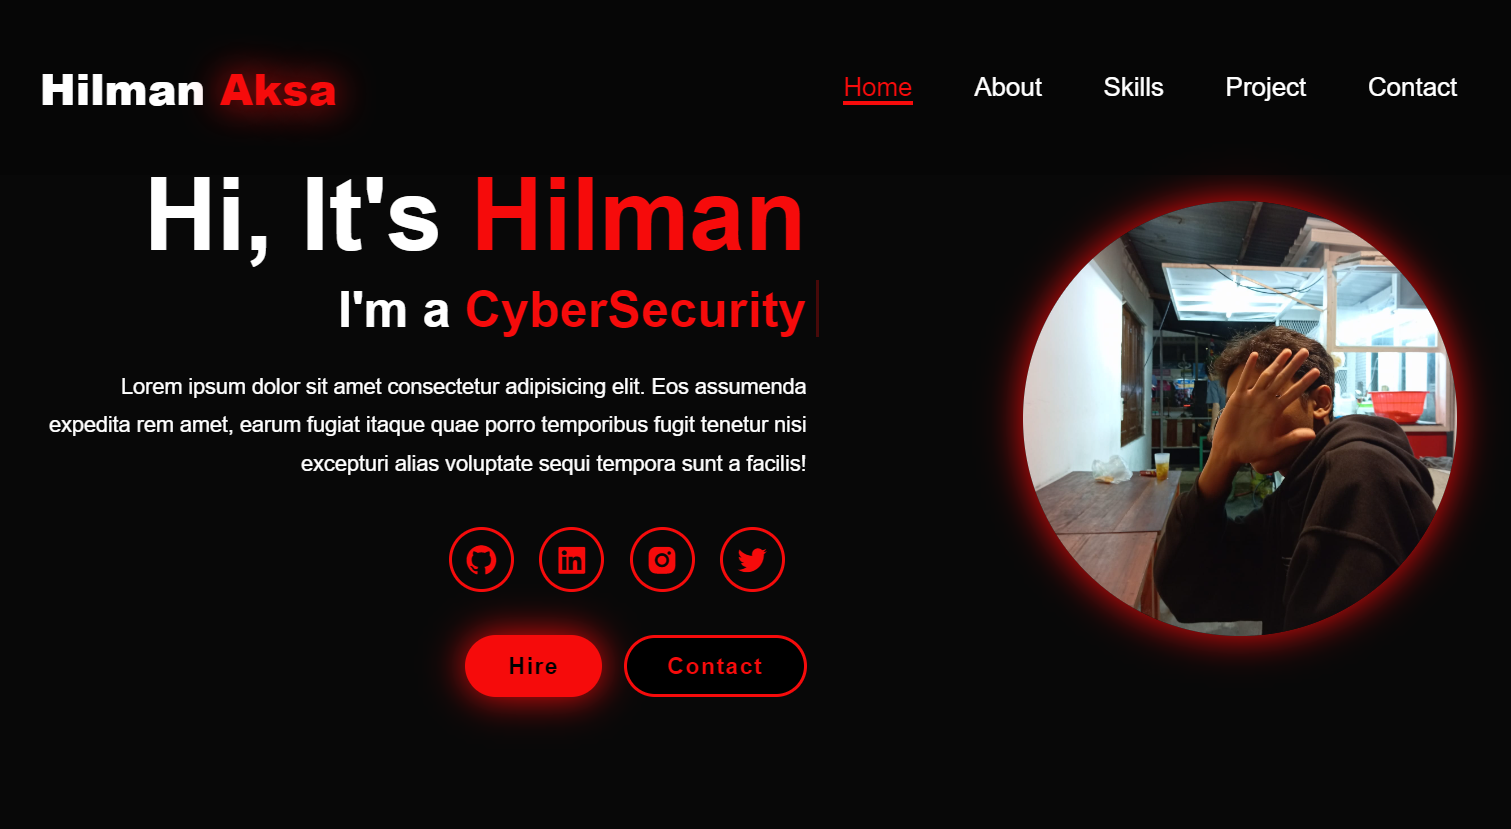 Hilman Aksa
Home About Skills Project Contact
Hi, It's Hilman
I'm a CyberSecurity
Lorem ipsum dolor sit amet consectetur adipisicing elit. Eos assumenda
expedita rem amet, earum fugiat itaque quae porro temporibus fugit tenetur nisi
excepturi alias voluptate sequi tempora sunt a facilis!
in
Hire Contact